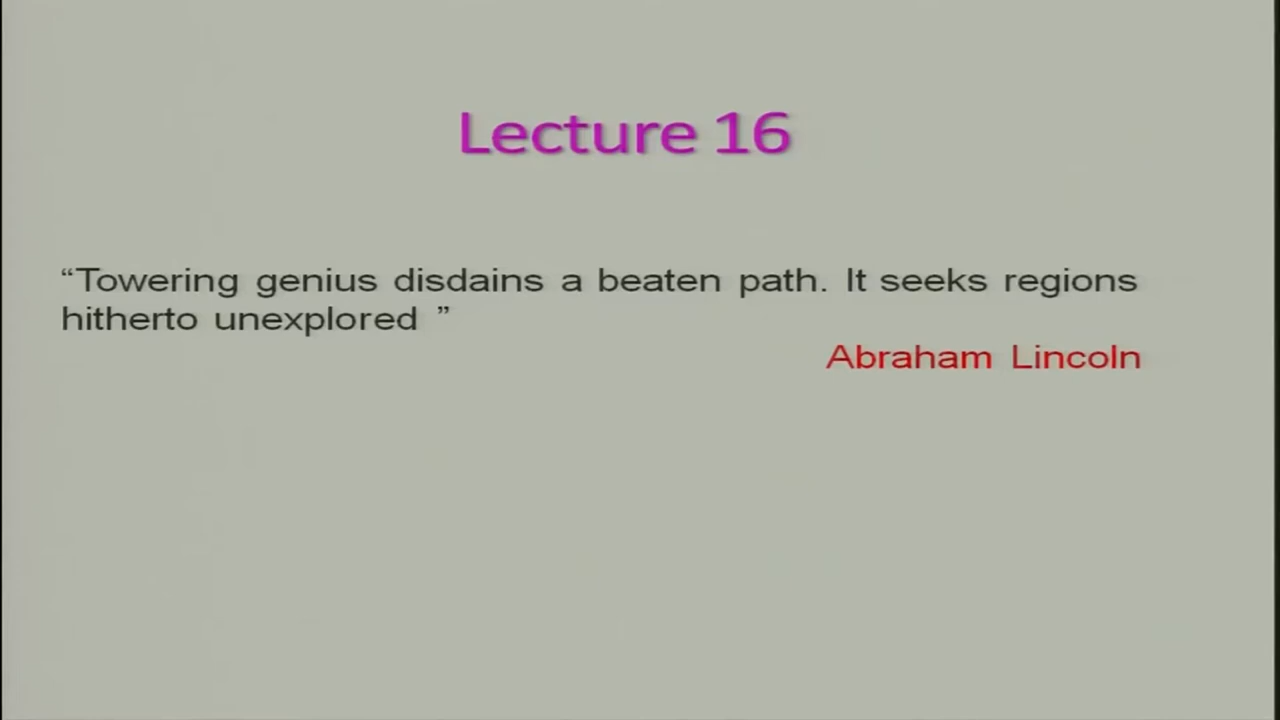 Lecture 16
“Towering genius disdains a beaten path. It seeks regions
hitherto unexplored ”
Abraham Lincoln